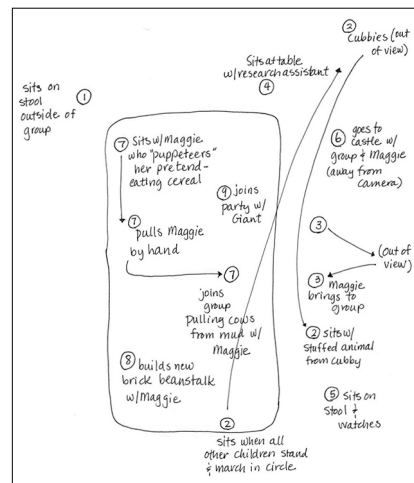 ②
Cubbies (out
of view)
Sits at table
w/research assistant
④
sits on
stool ①
outside of
group
⑥ goes to
castle w/
group & Maggie
(away from
camera)
⑦ Sits w/Maggie
who "puppeteers"
her pretend-
eating cereal
⑨ joins
party w/
Giant
⑦
pulls Maggie
by hand
③
(out of
view)
⑦
joins
group
pulling cows
from mud w/
Maggie
③ Maggie
brings to
group
② sits w/
stuffed animal
from cubby
⑧ builds new
brick beanstalk
w/Maggie
⑤ sits on
stool &
watches
②
sits when all
other children stand
& march in circle.